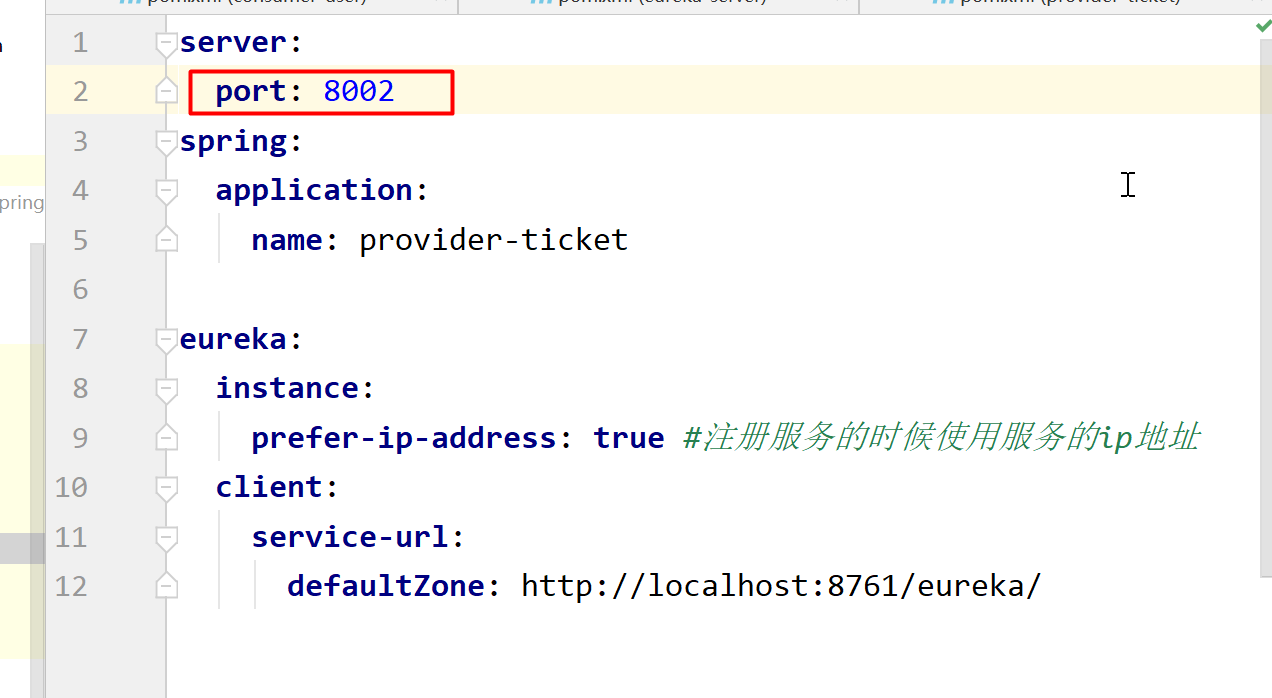 pom.xml (consumer-user) pom.xml (eureka-server) pom.xml (provider-ticket)
1 server:
2 port: 8002
3 spring:
pring
4 application:
5 name: provider-ticket
6
7 eureka:
8 instance:
9 prefer-ip-address: true #注册服务的时候使用服务的ip地址
10 client:
11 service-url:
12 defaultZone: http://localhost:8761/eureka/